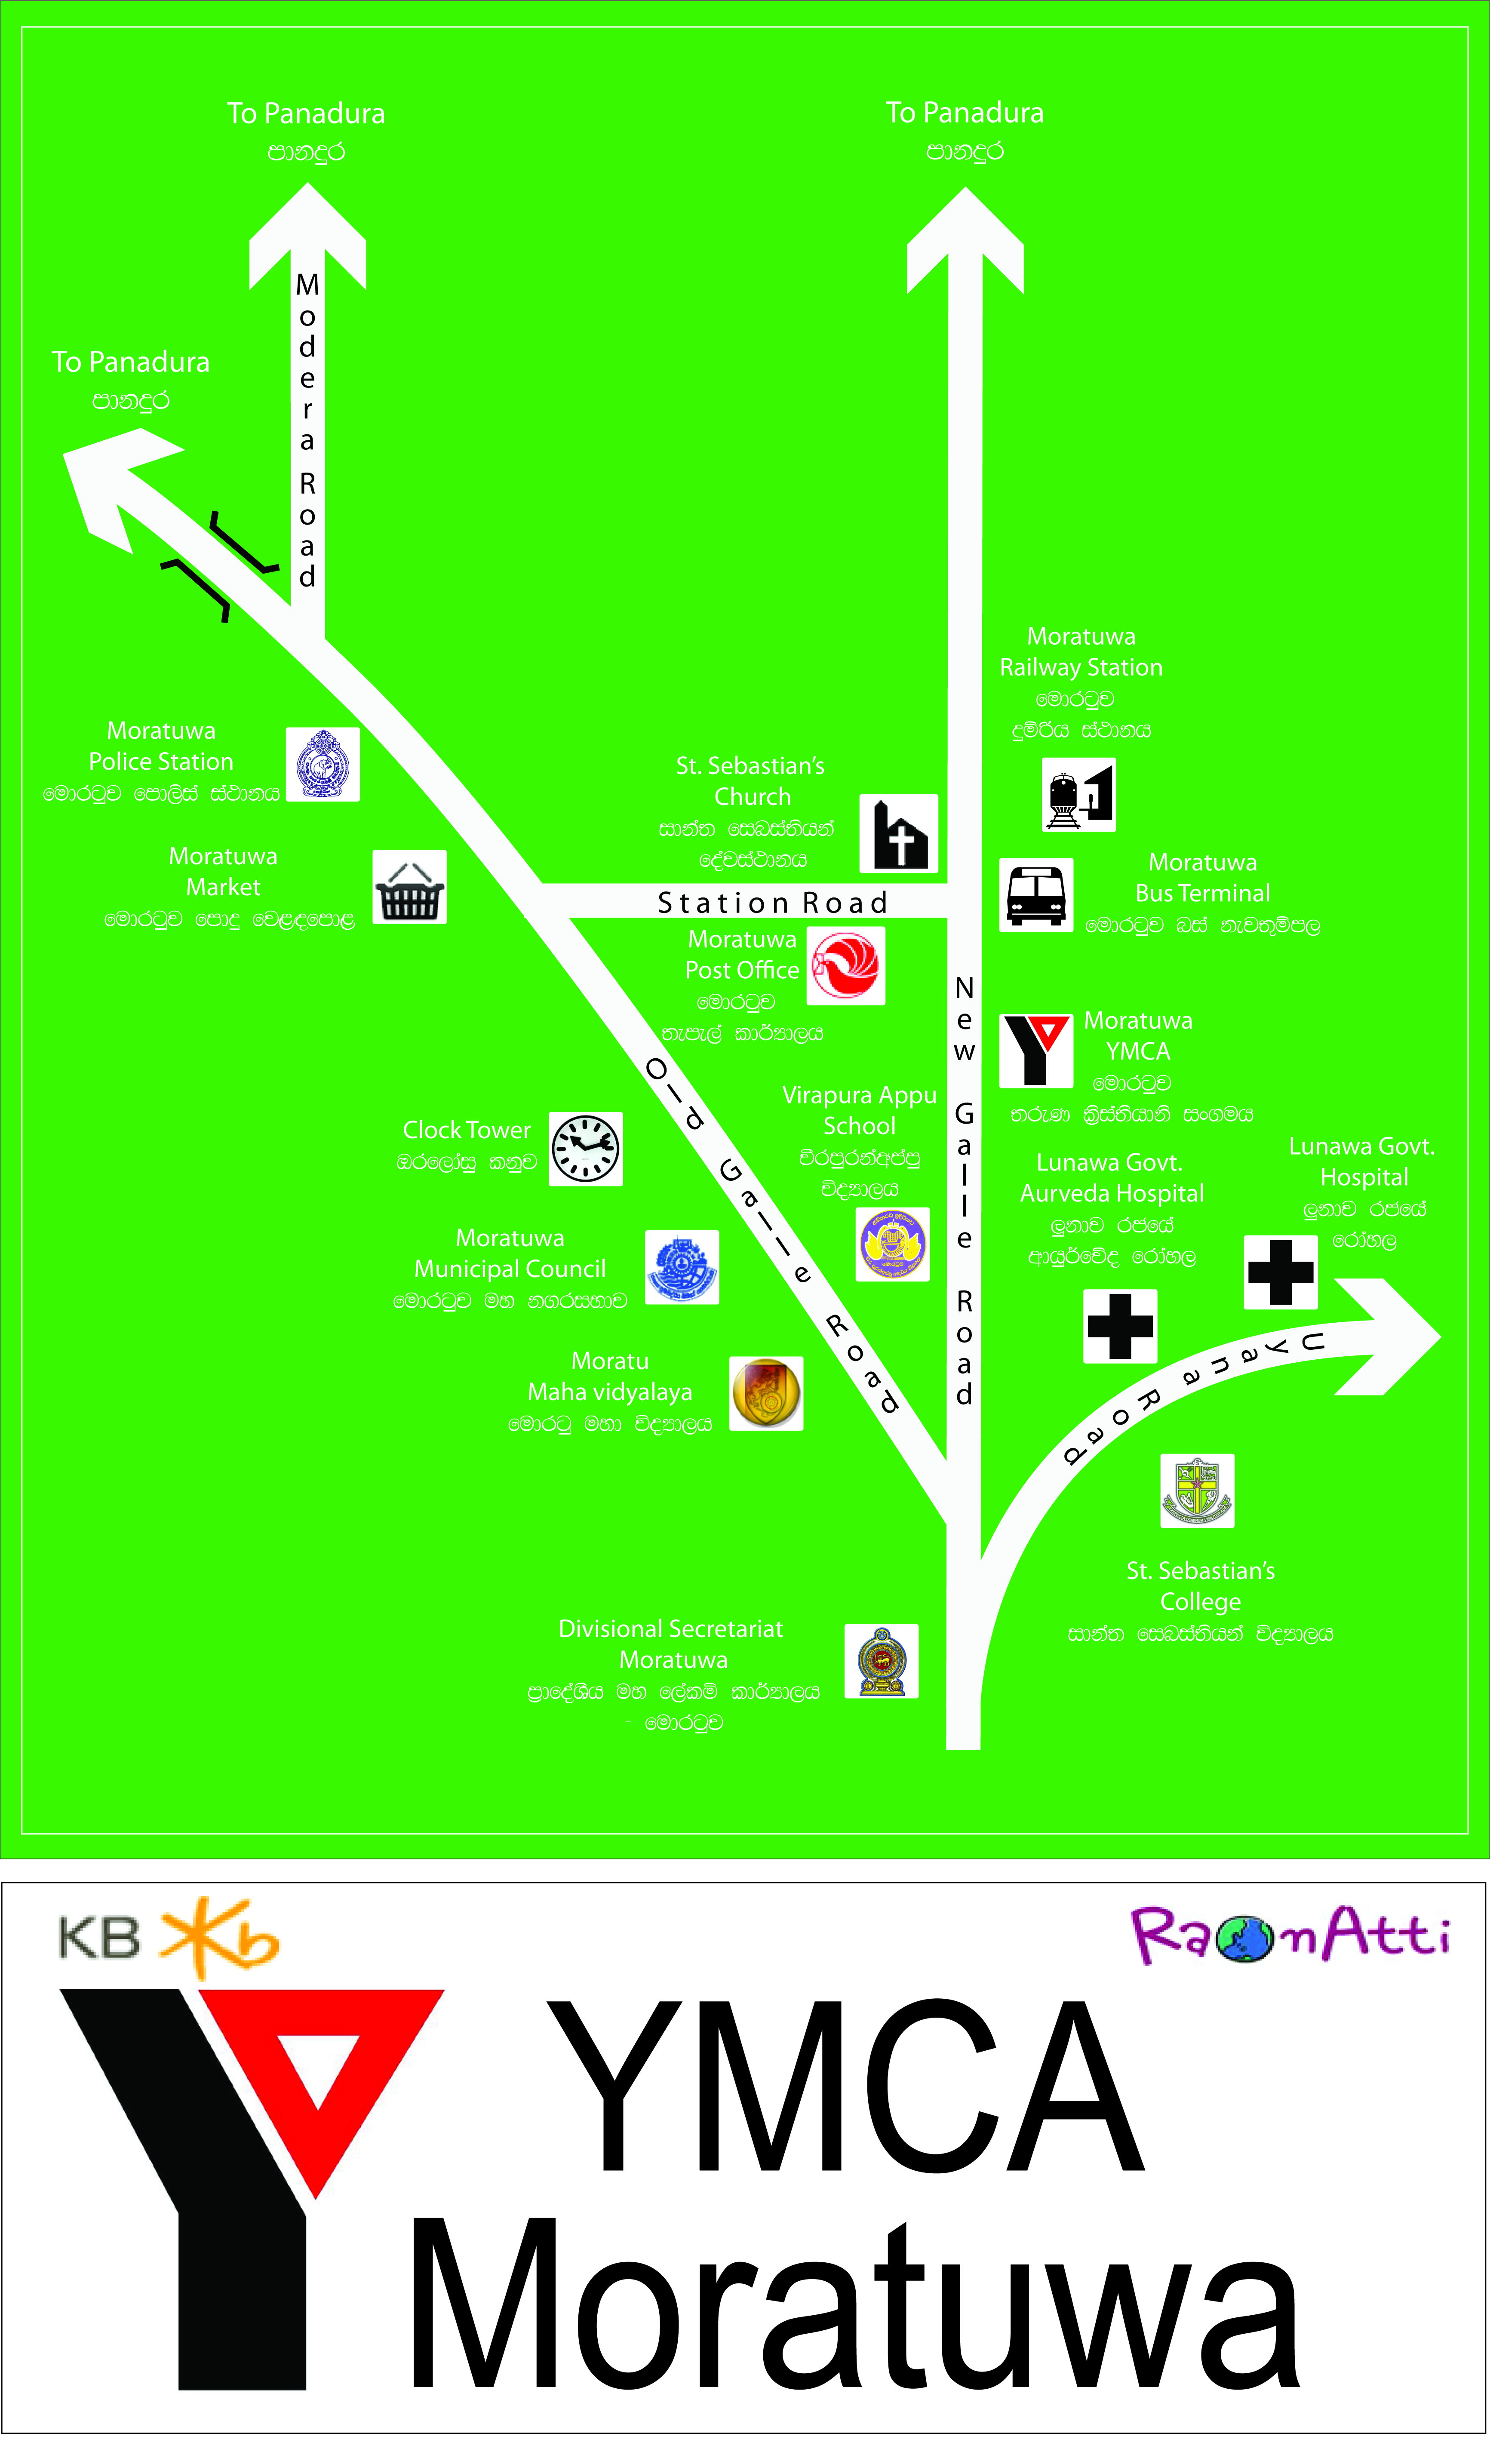 To Panadura
පානදුර
To Panadura
පානදුර
To Panadura
පානදුර
Modera Road
Moratuwa
Railway Station
මොරටුව
දුම්රිය ස්ථානය
Moratuwa
Police Station
මොරටුව පොලිස් ස්ථානය
St. Sebastian's
Church
සාන්ත සෙබස්තියන්
දේවස්ථානය
Moratuwa
Market
මොරටුව පොදු වෙළඳපොළ
Moratuwa
Bus Terminal
මොරටුව බස් නැවතුම්පල
Station Road
Moratuwa
Post Office
මොරටුව
තැපැල් කාර්යාලය
New Galle Road
Moratuwa
YMCA
මොරටුව
තරුණ ක්‍රිස්තියානි සංගමය
Old Galle Road
Virapura Appu
School
විරපුරන්අප්පු
විද්‍යාලය
Clock Tower
ඔරලෝසු කනුව
Lunawa Govt.
Aurveda Hospital
ලුනාව රජයේ
ආයුර්වේද රෝහල
Lunawa Govt.
Hospital
ලුනාව රජයේ
රෝහල
Moratuwa
Municipal Council
මොරටුව මහ නගරසභාව
Uyana Road
Moratu
Maha vidyalaya
මොරටු මහා විද්‍යාලය
St. Sebastian's
College
සාන්ත සෙබස්තියන් විද්‍යාලය
Divisional Secretariat
Moratuwa
ප්‍රාදේශීය මහ ලේකම් කාර්යාලය
- මොරටුව
KB Kb
RaOnAtti
YMCA
Moratuwa